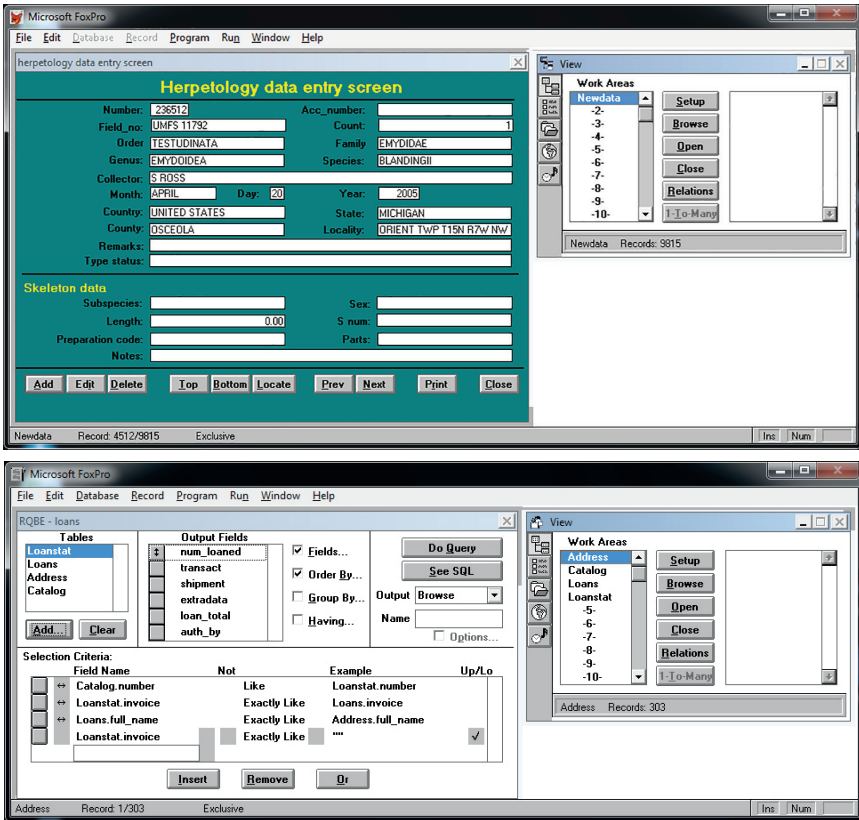 Microsoft FoxPro
File Edit Database Record Program Run Window Help
herpetology data entry screen
Herpetology data entry screen
Number: 236512 Acc_number:
Field_no: UMFS 11792 Count: 1
Order TESTUDINATA Family EMYDIDAE
Genus: EMYDOIDEA Species: BLANDINGII
Collector: S ROSS
Month: APRIL Day: 20 Year: 2005
Country: UNITED STATES State: MICHIGAN
County: OSCEOLA Locality: ORIENT TWP T15N R7W NW
Remarks:
Type status:
Skeleton data
Subspecies: Sex:
Length: 0.00 S num:
Preparation code: Parts:
Notes:
Add Edit Delete Top Bottom Locate Prev Next Print Close
View
Work Areas
Newdata
-2-
-3-
-4-
-5-
-6-
-7-
-8-
-9-
-10-
Setup
Browse
Open
Close
Relations
1-To-Many
Newdata Records: 9815
Newdata Record: 4512/9815 Exclusive Ins Num
Microsoft FoxPro
File Edit Database Record Program Run Window Help
RQBE - loans
Tables
Loanstat
Loans
Address
Catalog
Add... Clear
Output Fields
num_loaned
transact
shipment
extradata
loan_total
auth_by
Fields...
Order By...
Group By...
Having...
Do Query
See SQL
Output Browse
Name
Options...
Selection Criteria:
Field Name Not Example Up/Lo
Catalog.number Like Loanstat.number
Loanstat.invoice Exactly Like Loans.invoice
Loans.full_name Exactly Like Address.full_name
Loanstat.invoice Exactly Like """
Insert Remove Or
View
Work Areas
Address
Catalog
Loans
Loanstat
-5-
-6-
-7-
-8-
-9-
-10-
Setup
Browse
Open
Close
Relations
1-To-Many
Address Records: 303
Address Record: 1/303 Exclusive Ins Num